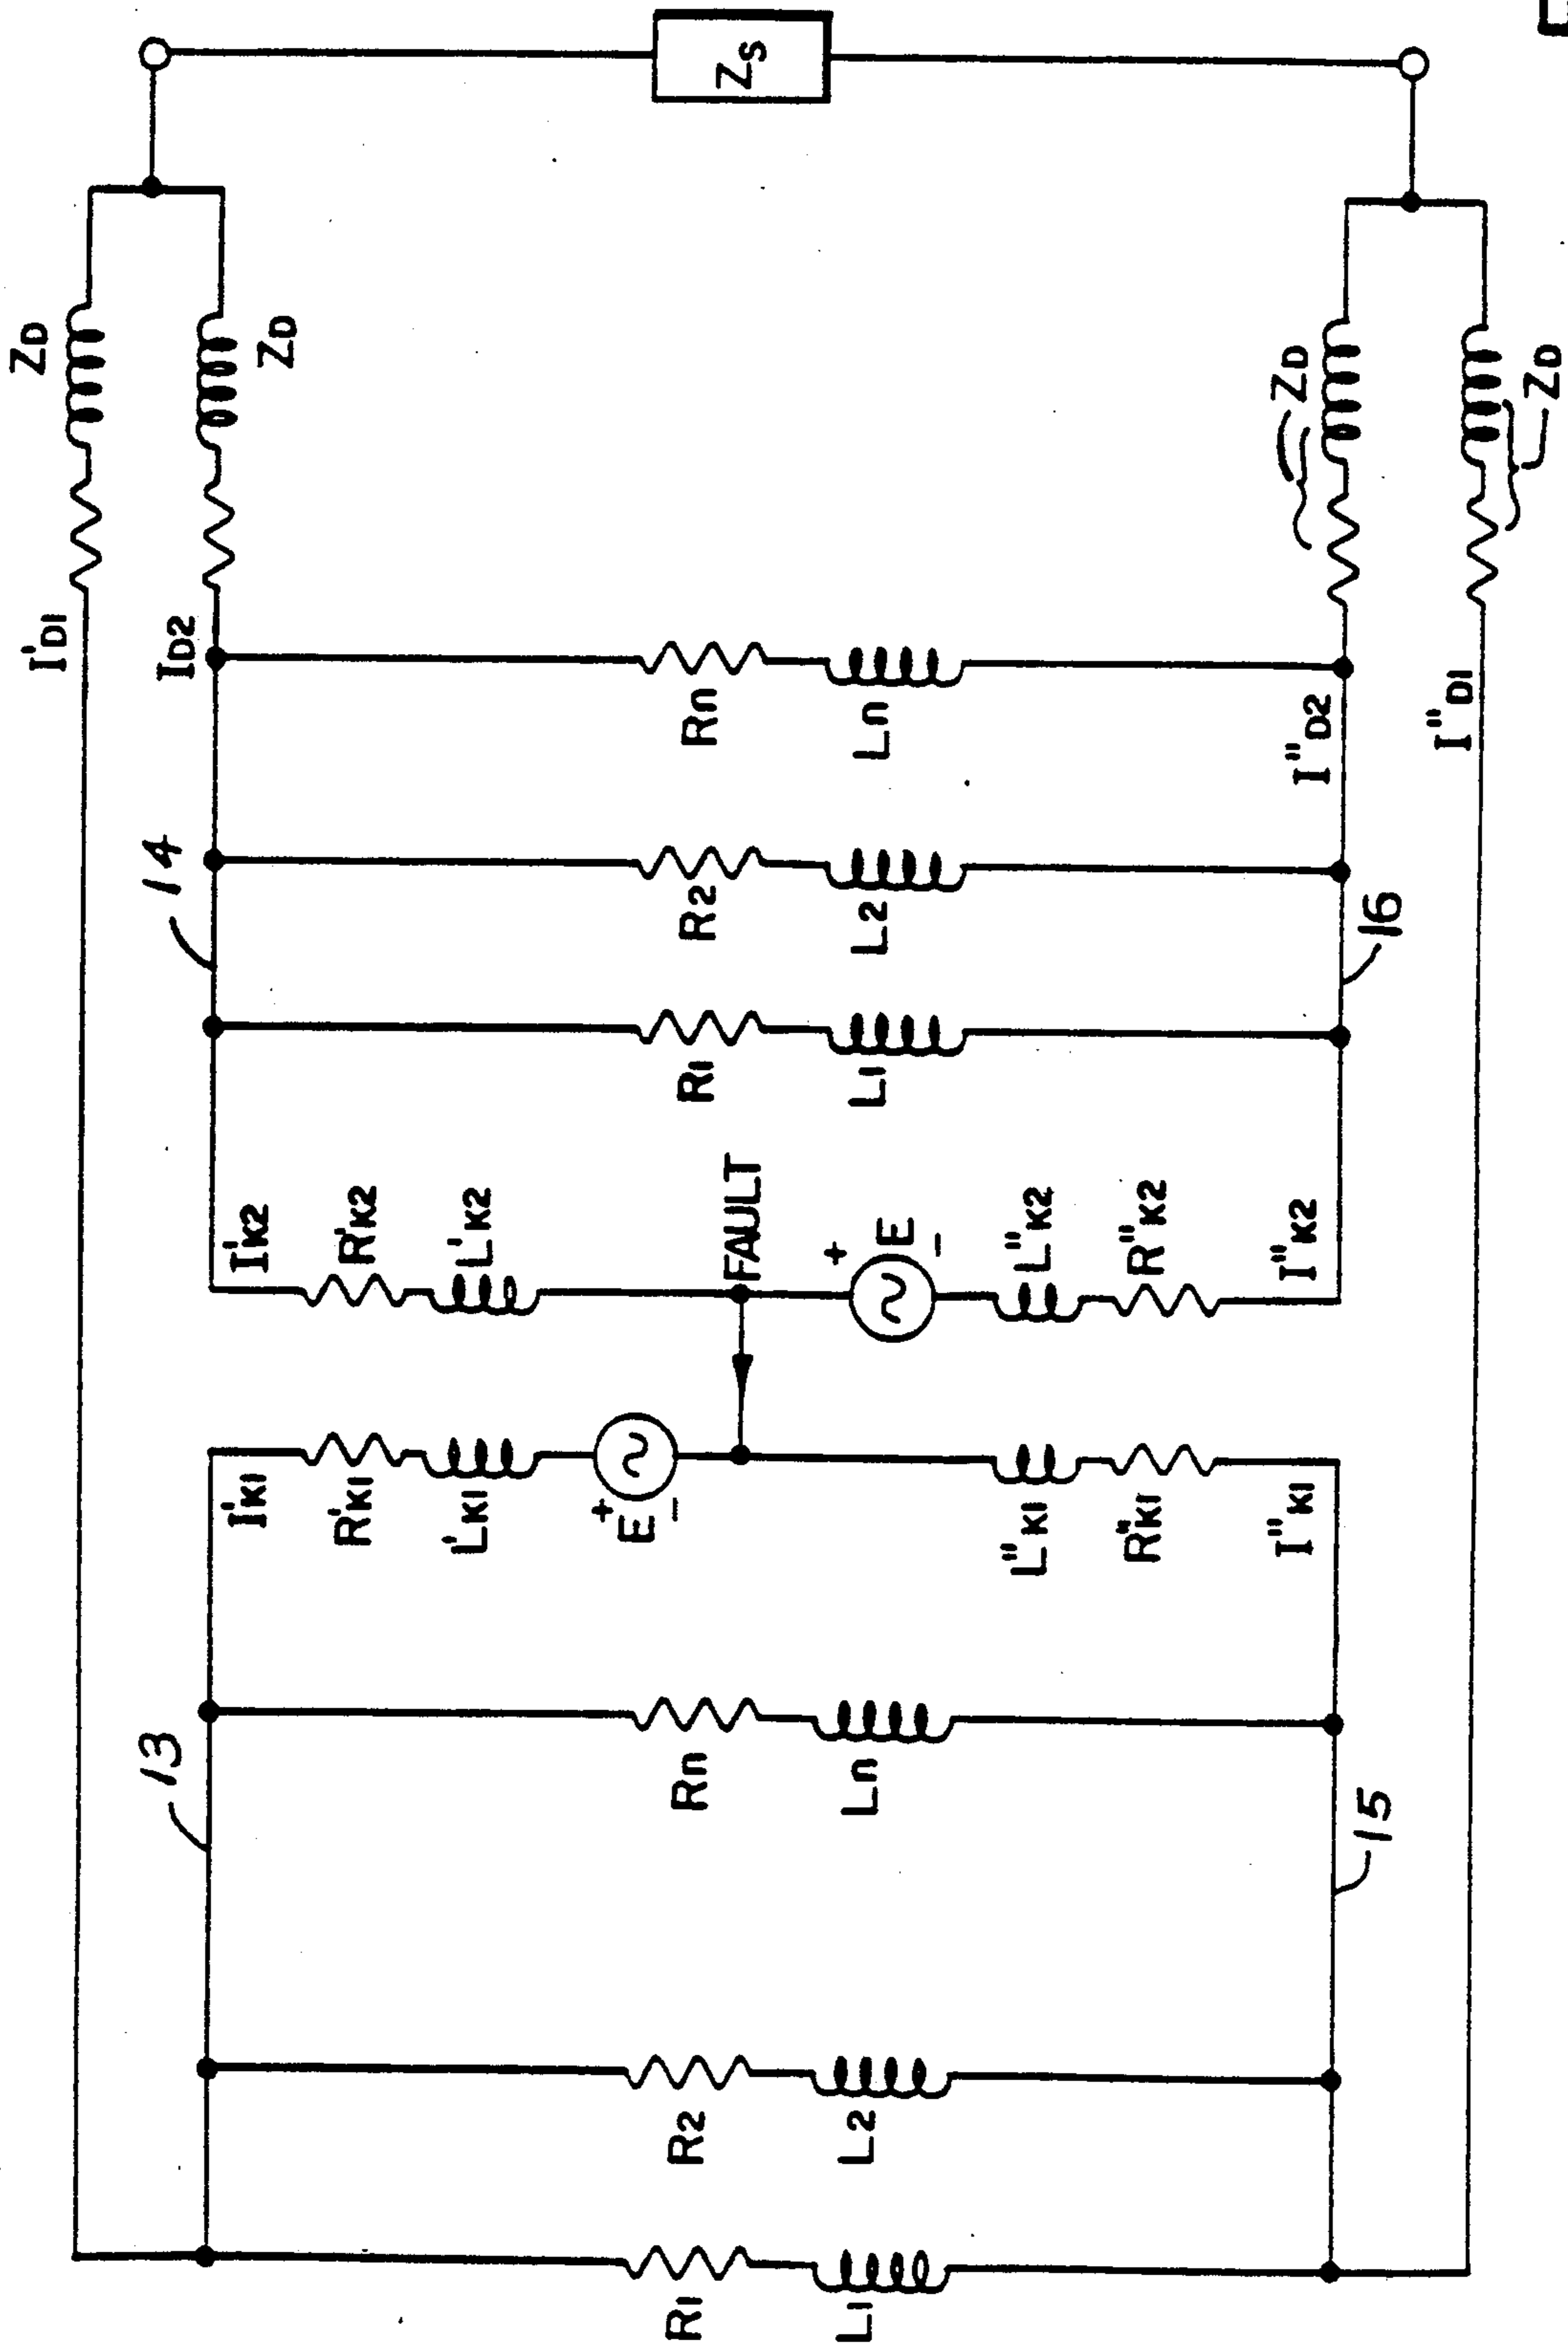 I'D1
ZD
13
14
ID2
ZD
I'K1
I'K2
R'K1
R'K2
L'K1
L'K2
+
E
−
R1
R2
Rn
R1
R2
Rn
FAULT
ZS
L1
L2
Ln
+
E
−
L1
L2
Ln
L"K1
L"K2
R"K1
R"K2
I"K1
I"K2
I"D2
ZD
15
16
I"D1
ZD